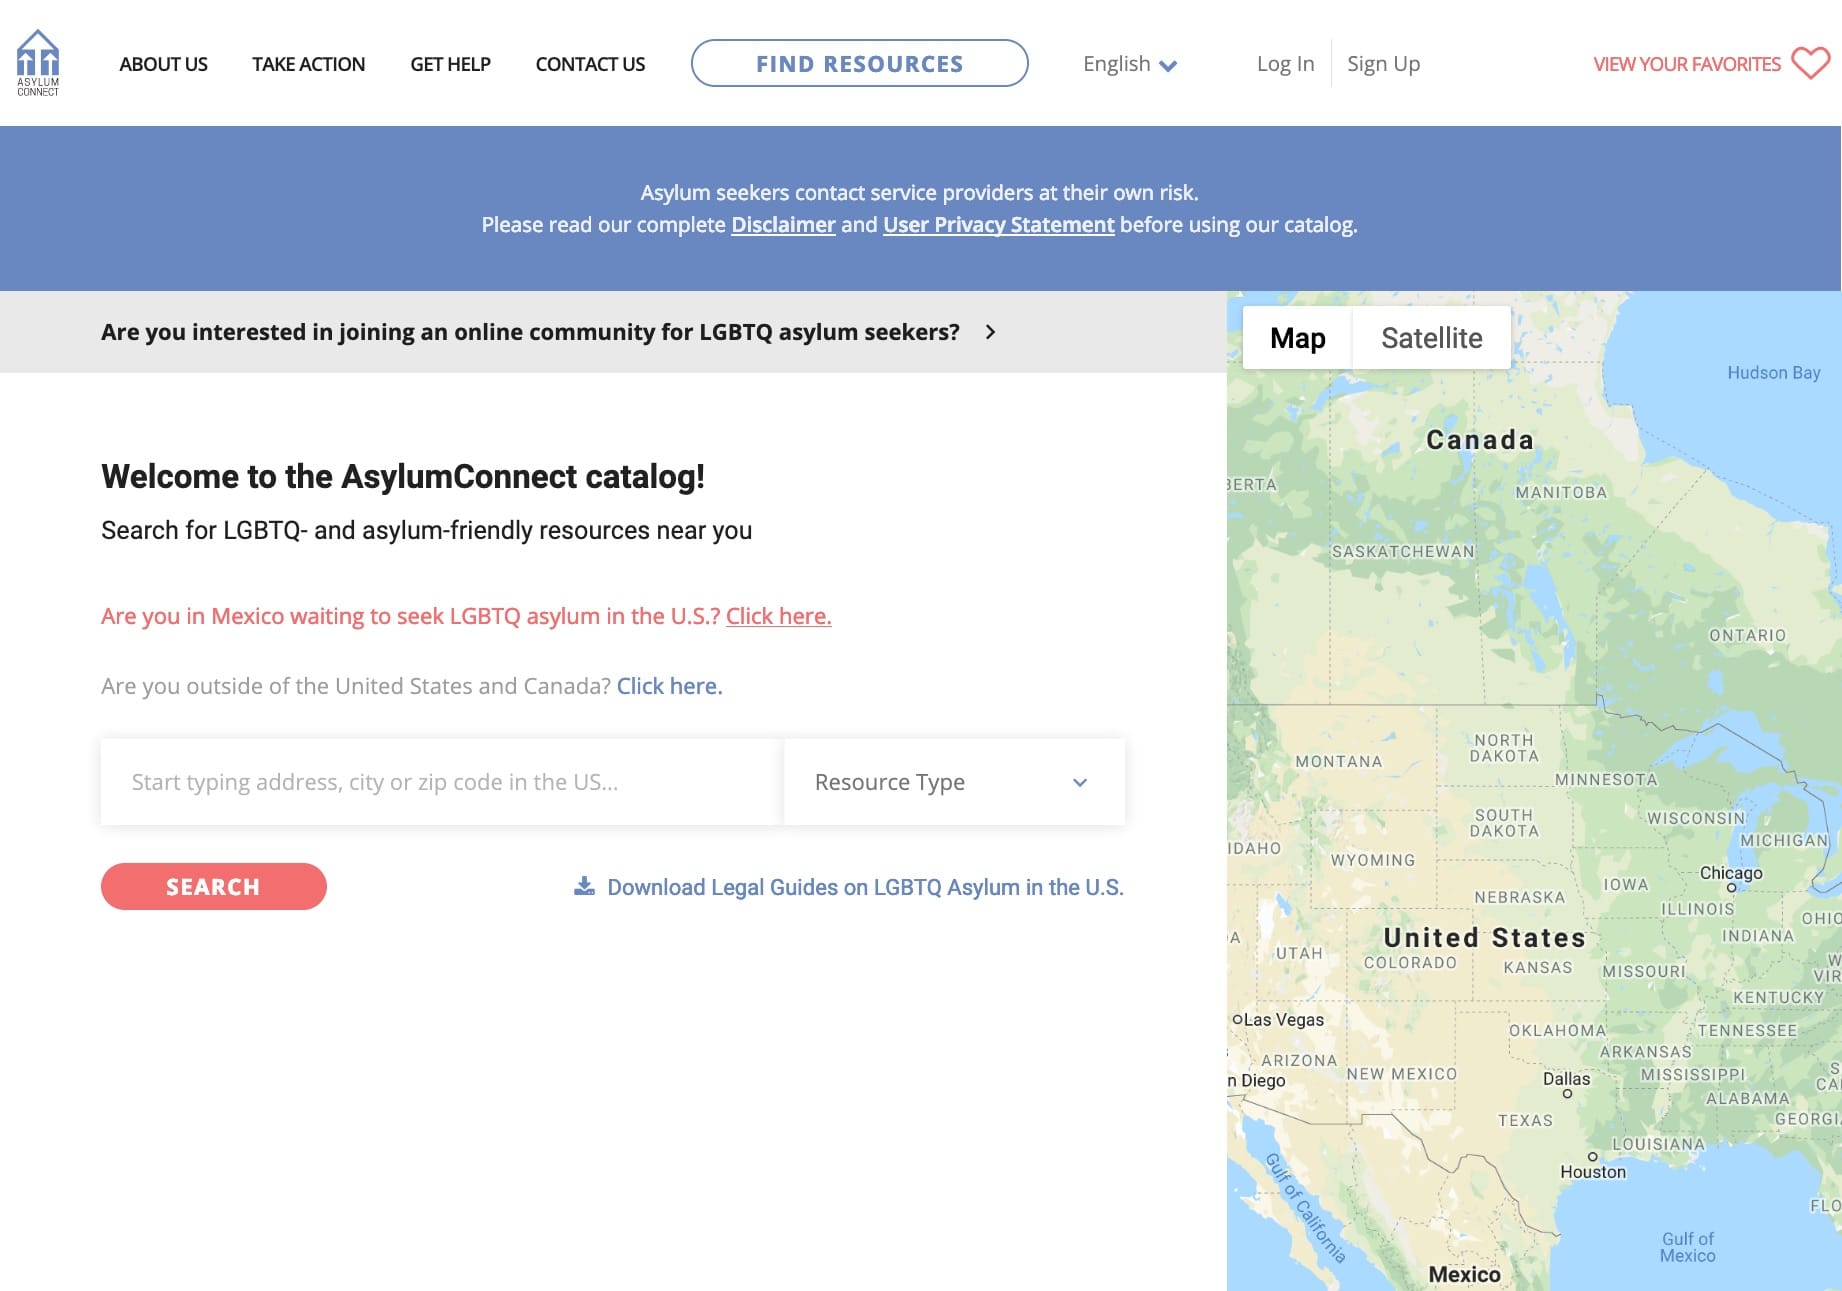 ASYLUM
CONNECT
ABOUT US
TAKE ACTION
GET HELP
CONTACT US
FIND RESOURCES
English
Log In
Sign Up
VIEW YOUR FAVORITES
Asylum seekers contact service providers at their own risk.
Please read our complete Disclaimer and User Privacy Statement before using our catalog.
Are you interested in joining an online community for LGBTQ asylum seekers?
Welcome to the AsylumConnect catalog!
Search for LGBTQ- and asylum-friendly resources near you
Are you in Mexico waiting to seek LGBTQ asylum in the U.S.? Click here.
Are you outside of the United States and Canada? Click here.
Start typing address, city or zip code in the US...
Resource Type
SEARCH
Download Legal Guides on LGBTQ Asylum in the U.S.
Map
Satellite
Hudson Bay
Canada
BERTA
MANITOBA
SASKATCHEWAN
ONTARIO
NORTH
DAKOTA
MONTANA
MINNESOTA
SOUTH
DAKOTA
WISCONSIN
MICHIGAN
IDAHO
WYOMING
Chicago
IOWA
NEBRASKA
ILLINOIS
OHIO
United States
INDIANA
UTAH
COLORADO
KANSAS
MISSOURI
W
VIR
KENTUCKY
Las Vegas
OKLAHOMA
TENNESSEE
ARKANSAS
ARIZONA
NEW MEXICO
MISSISSIPPI
S
CA
n Diego
Dallas
ALABAMA
TEXAS
GEORGI
LOUISIANA
Houston
Gulf of California
FLO
Gulf of
Mexico
Mexico